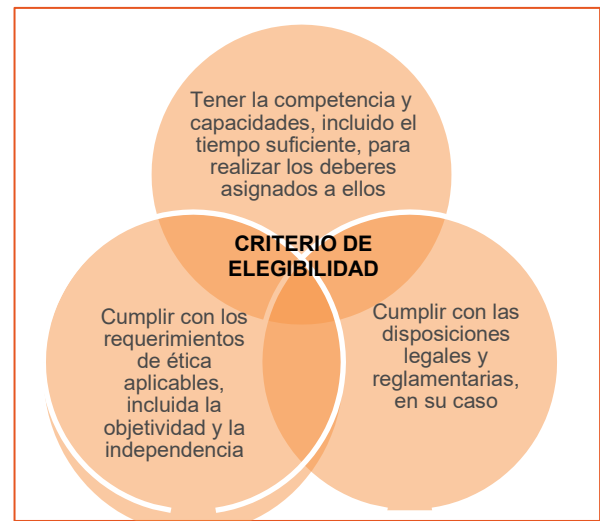 Tener la competencia y
capacidades, incluido el
tiempo suficiente, para
realizar los deberes
asignados a ellos
CRITERIO DE
ELEGIBILIDAD
Cumplir con los
requerimientos
de ética
aplicables,
incluida la
objetividad y la
independencia
Cumplir con las
disposiciones
legales y
reglamentarias,
en su caso